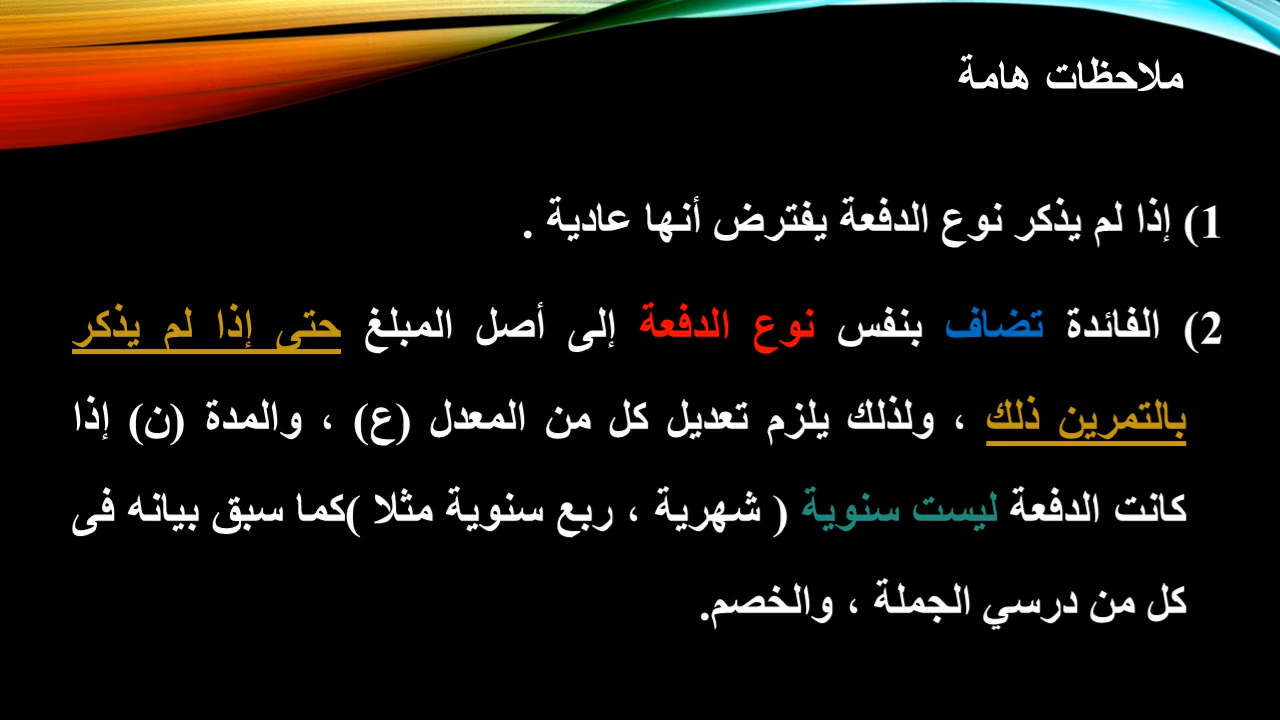 ملاحظات هامة
1) إذا لم يذكر نوع الدفعة يفترض أنها عادية .
2) الفائدة تضاف بنفس نوع الدفعة إلى أصل المبلغ حتى إذا لم يذكر
بالتمرين ذلك ، ولذلك يلزم تعديل كل من المعدل (ع) ، والمدة (ن) إذا
كانت الدفعة ليست سنوية ( شهرية ، ربع سنوية مثلا )كما سبق بيانه فى
كل من درسي الجملة ، والخصم.